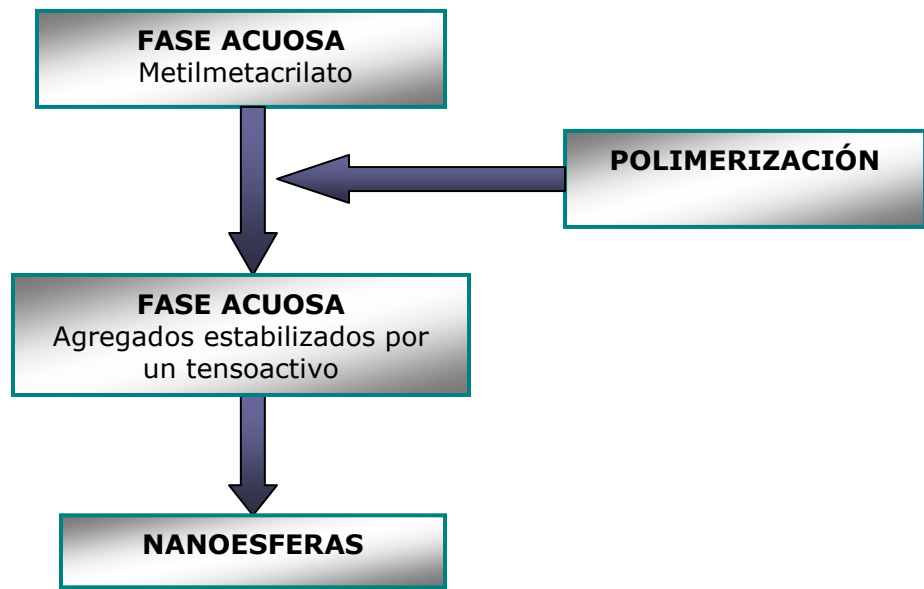 FASE ACUOSA
Metilmetacrilato
POLIMERIZACIÓN
FASE ACUOSA
Agregados estabilizados por
un tensoactivo
NANOESFERAS